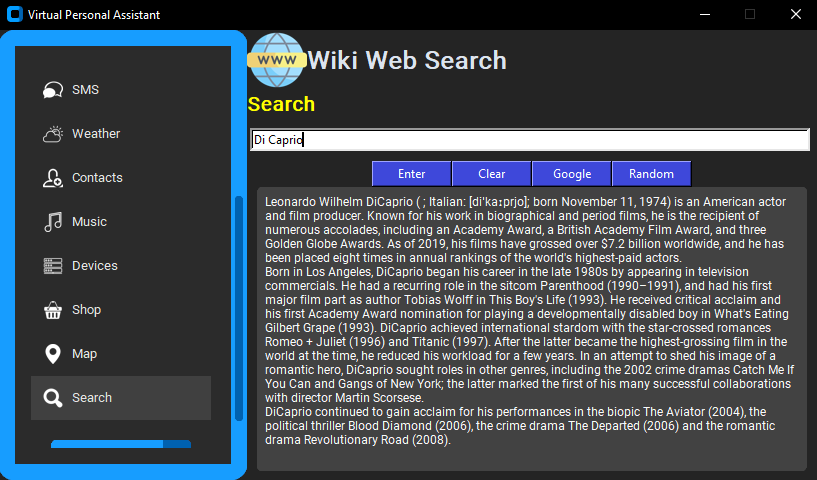 Virtual Personal Assistant
SMS
Weather
Contacts
Music
Devices
Shop
Map
Search
WWW
Wiki Web Search
Search
Di Caprio
Enter
Clear
Google
Random
Leonardo Wilhelm DiCaprio ( ; Italian: [diˈkaːprjo]; born November 11, 1974) is an American actor
and film producer. Known for his work in biographical and period films, he is the recipient of
numerous accolades, including an Academy Award, a British Academy Film Award, and three
Golden Globe Awards. As of 2019, his films have grossed over $7.2 billion worldwide, and he has
been placed eight times in annual rankings of the world's highest-paid actors.
Born in Los Angeles, DiCaprio began his career in the late 1980s by appearing in television
commercials. He had a recurring role in the sitcom Parenthood (1990–1991), and had his first
major film part as author Tobias Wolff in This Boy's Life (1993). He received critical acclaim and
his first Academy Award nomination for playing a developmentally disabled boy in What's Eating
Gilbert Grape (1993). DiCaprio achieved international stardom with the star-crossed romances
Romeo + Juliet (1996) and Titanic (1997). After the latter became the highest-grossing film in the
world at the time, he reduced his workload for a few years. In an attempt to shed his image of a
romantic hero, DiCaprio sought roles in other genres, including the 2002 crime dramas Catch Me If
You Can and Gangs of New York; the latter marked the first of his many successful collaborations
with director Martin Scorsese.
DiCaprio continued to gain acclaim for his performances in the biopic The Aviator (2004), the
political thriller Blood Diamond (2006), the crime drama The Departed (2006) and the romantic
drama Revolutionary Road (2008).